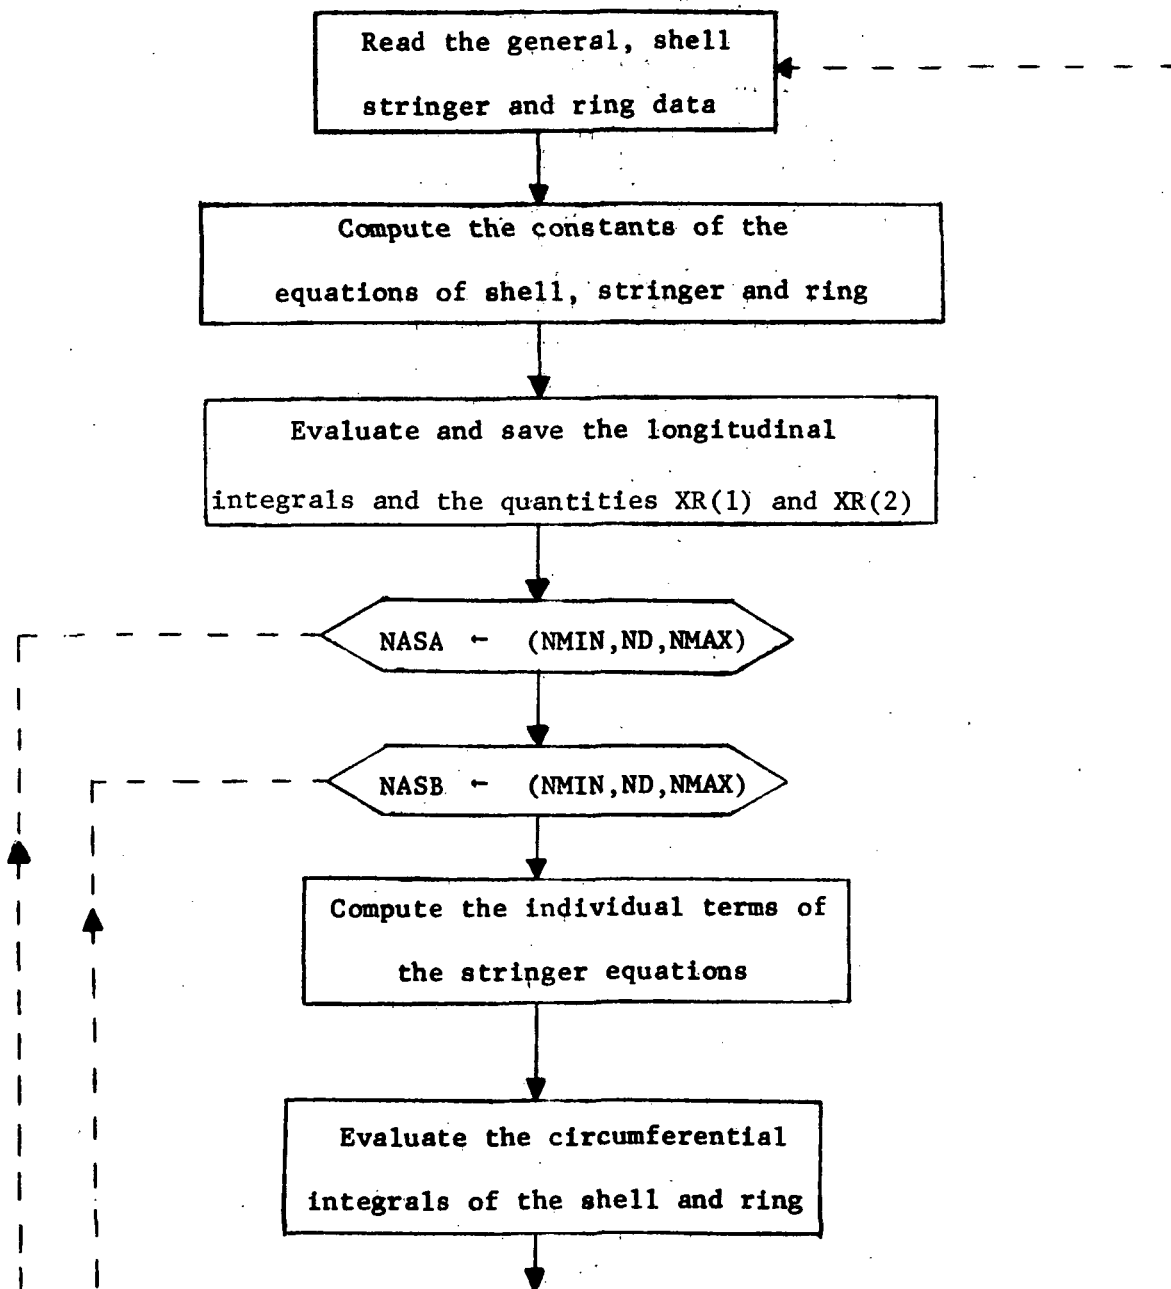 Read the general, shell
stringer and ring data
Compute the constants of the
equations of shell, stringer and ring
Evaluate and save the longitudinal
integrals and the quantities XR(1) and XR(2)
NASA ← (NMIN,ND,NMAX)
NASB ← (NMIN,ND,NMAX)
Compute the individual terms of
the stringer equations
Evaluate the circumferential
integrals of the shell and ring